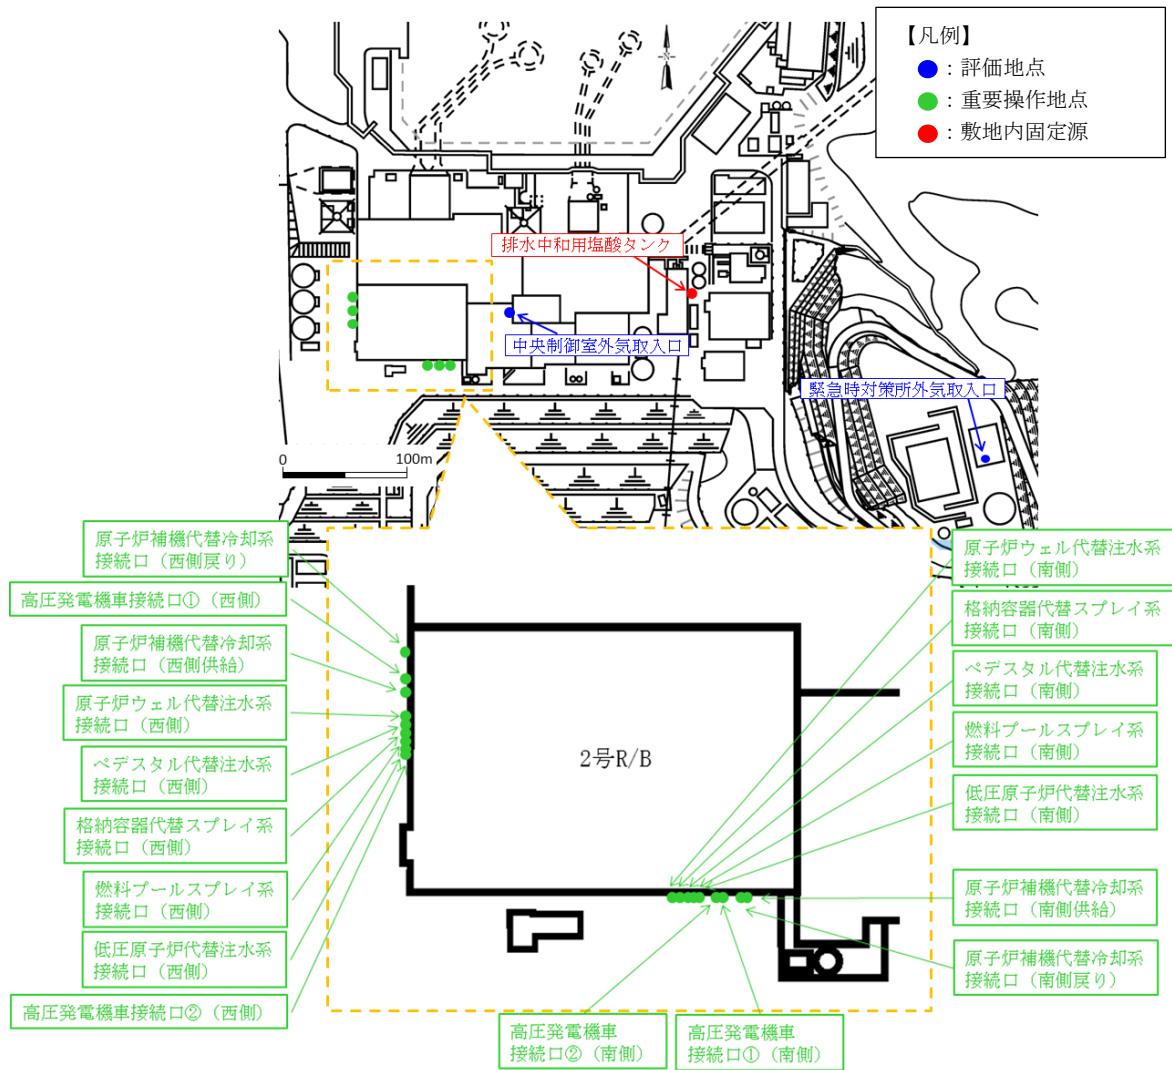 【凡例】
●：評価地点
●：重要操作地点
●：敷地内固定源
排水中和用塩酸タンク
中央制御室外気取入口
緊急時対策所外気取入口
0 100m
原子炉補機代替冷却系
接続口（西側戻り）
高圧発電機車接続口①（西側）
原子炉補機代替冷却系
接続口（西側供給）
原子炉ウェル代替注水系
接続口（西側）
ペデスタル代替注水系
接続口（西側）
格納容器代替スプレイ系
接続口（西側）
燃料プールスプレイ系
接続口（西側）
低圧原子炉代替注水系
接続口（西側）
高圧発電機車接続口②（西側）
2号R/B
原子炉ウェル代替注水系
接続口（南側）
格納容器代替スプレイ系
接続口（南側）
ペデスタル代替注水系
接続口（南側）
燃料プールスプレイ系
接続口（南側）
低圧原子炉代替注水系
接続口（南側）
原子炉補機代替冷却系
接続口（南側供給）
原子炉補機代替冷却系
接続口（南側戻り）
高圧発電機車
接続口②（南側）
高圧発電機車
接続口①（南側）